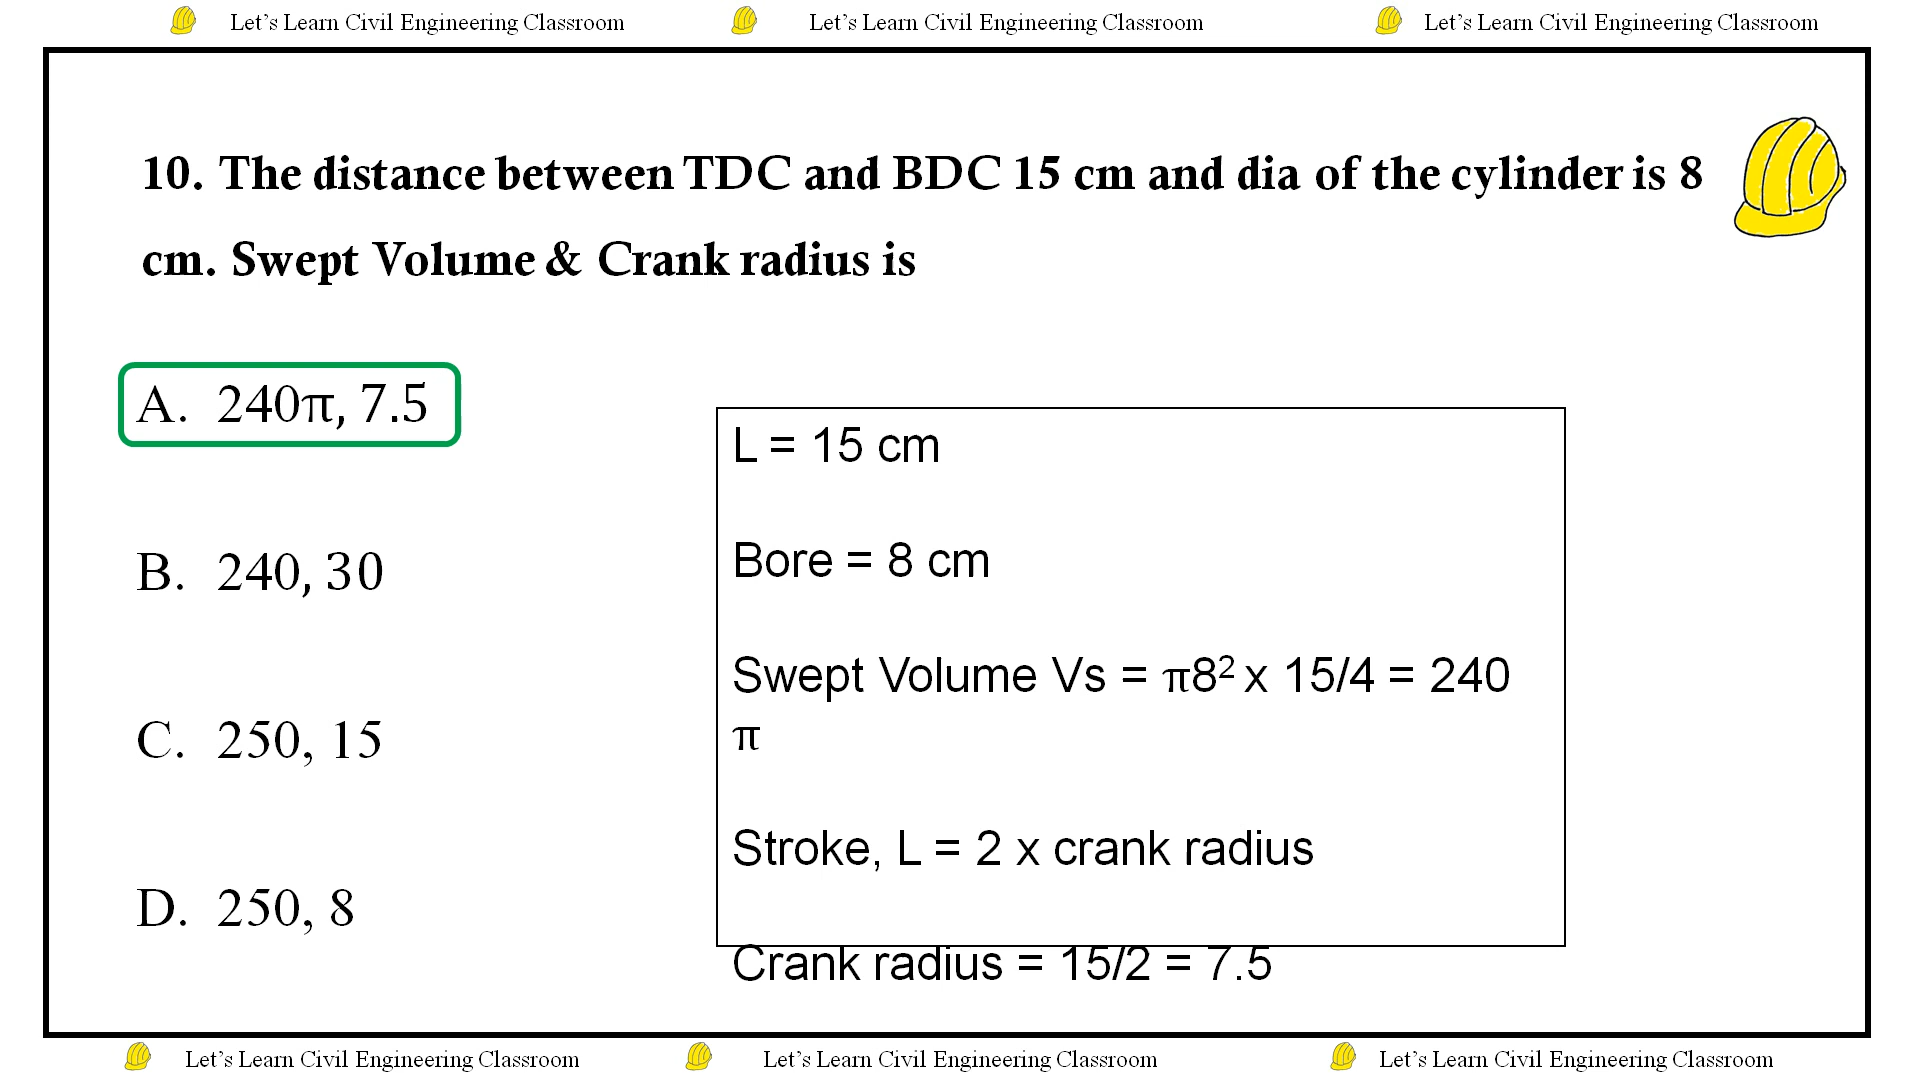 Let's Learn Civil Engineering Classroom Let's Learn Civil Engineering Classroom Let's Learn Civil Engineering Classroom
10. The distance between TDC and BDC 15 cm and dia of the cylinder is 8
cm. Swept Volume & Crank radius is
A. 240π, 7.5
B. 240, 30
C. 250, 15
D. 250, 8
L = 15 cm
Bore = 8 cm
Swept Volume Vs = π8² x 15/4 = 240
π
Stroke, L = 2 x crank radius
Crank radius = 15/2 = 7.5
Let's Learn Civil Engineering Classroom Let's Learn Civil Engineering Classroom Let's Learn Civil Engineering Classroom